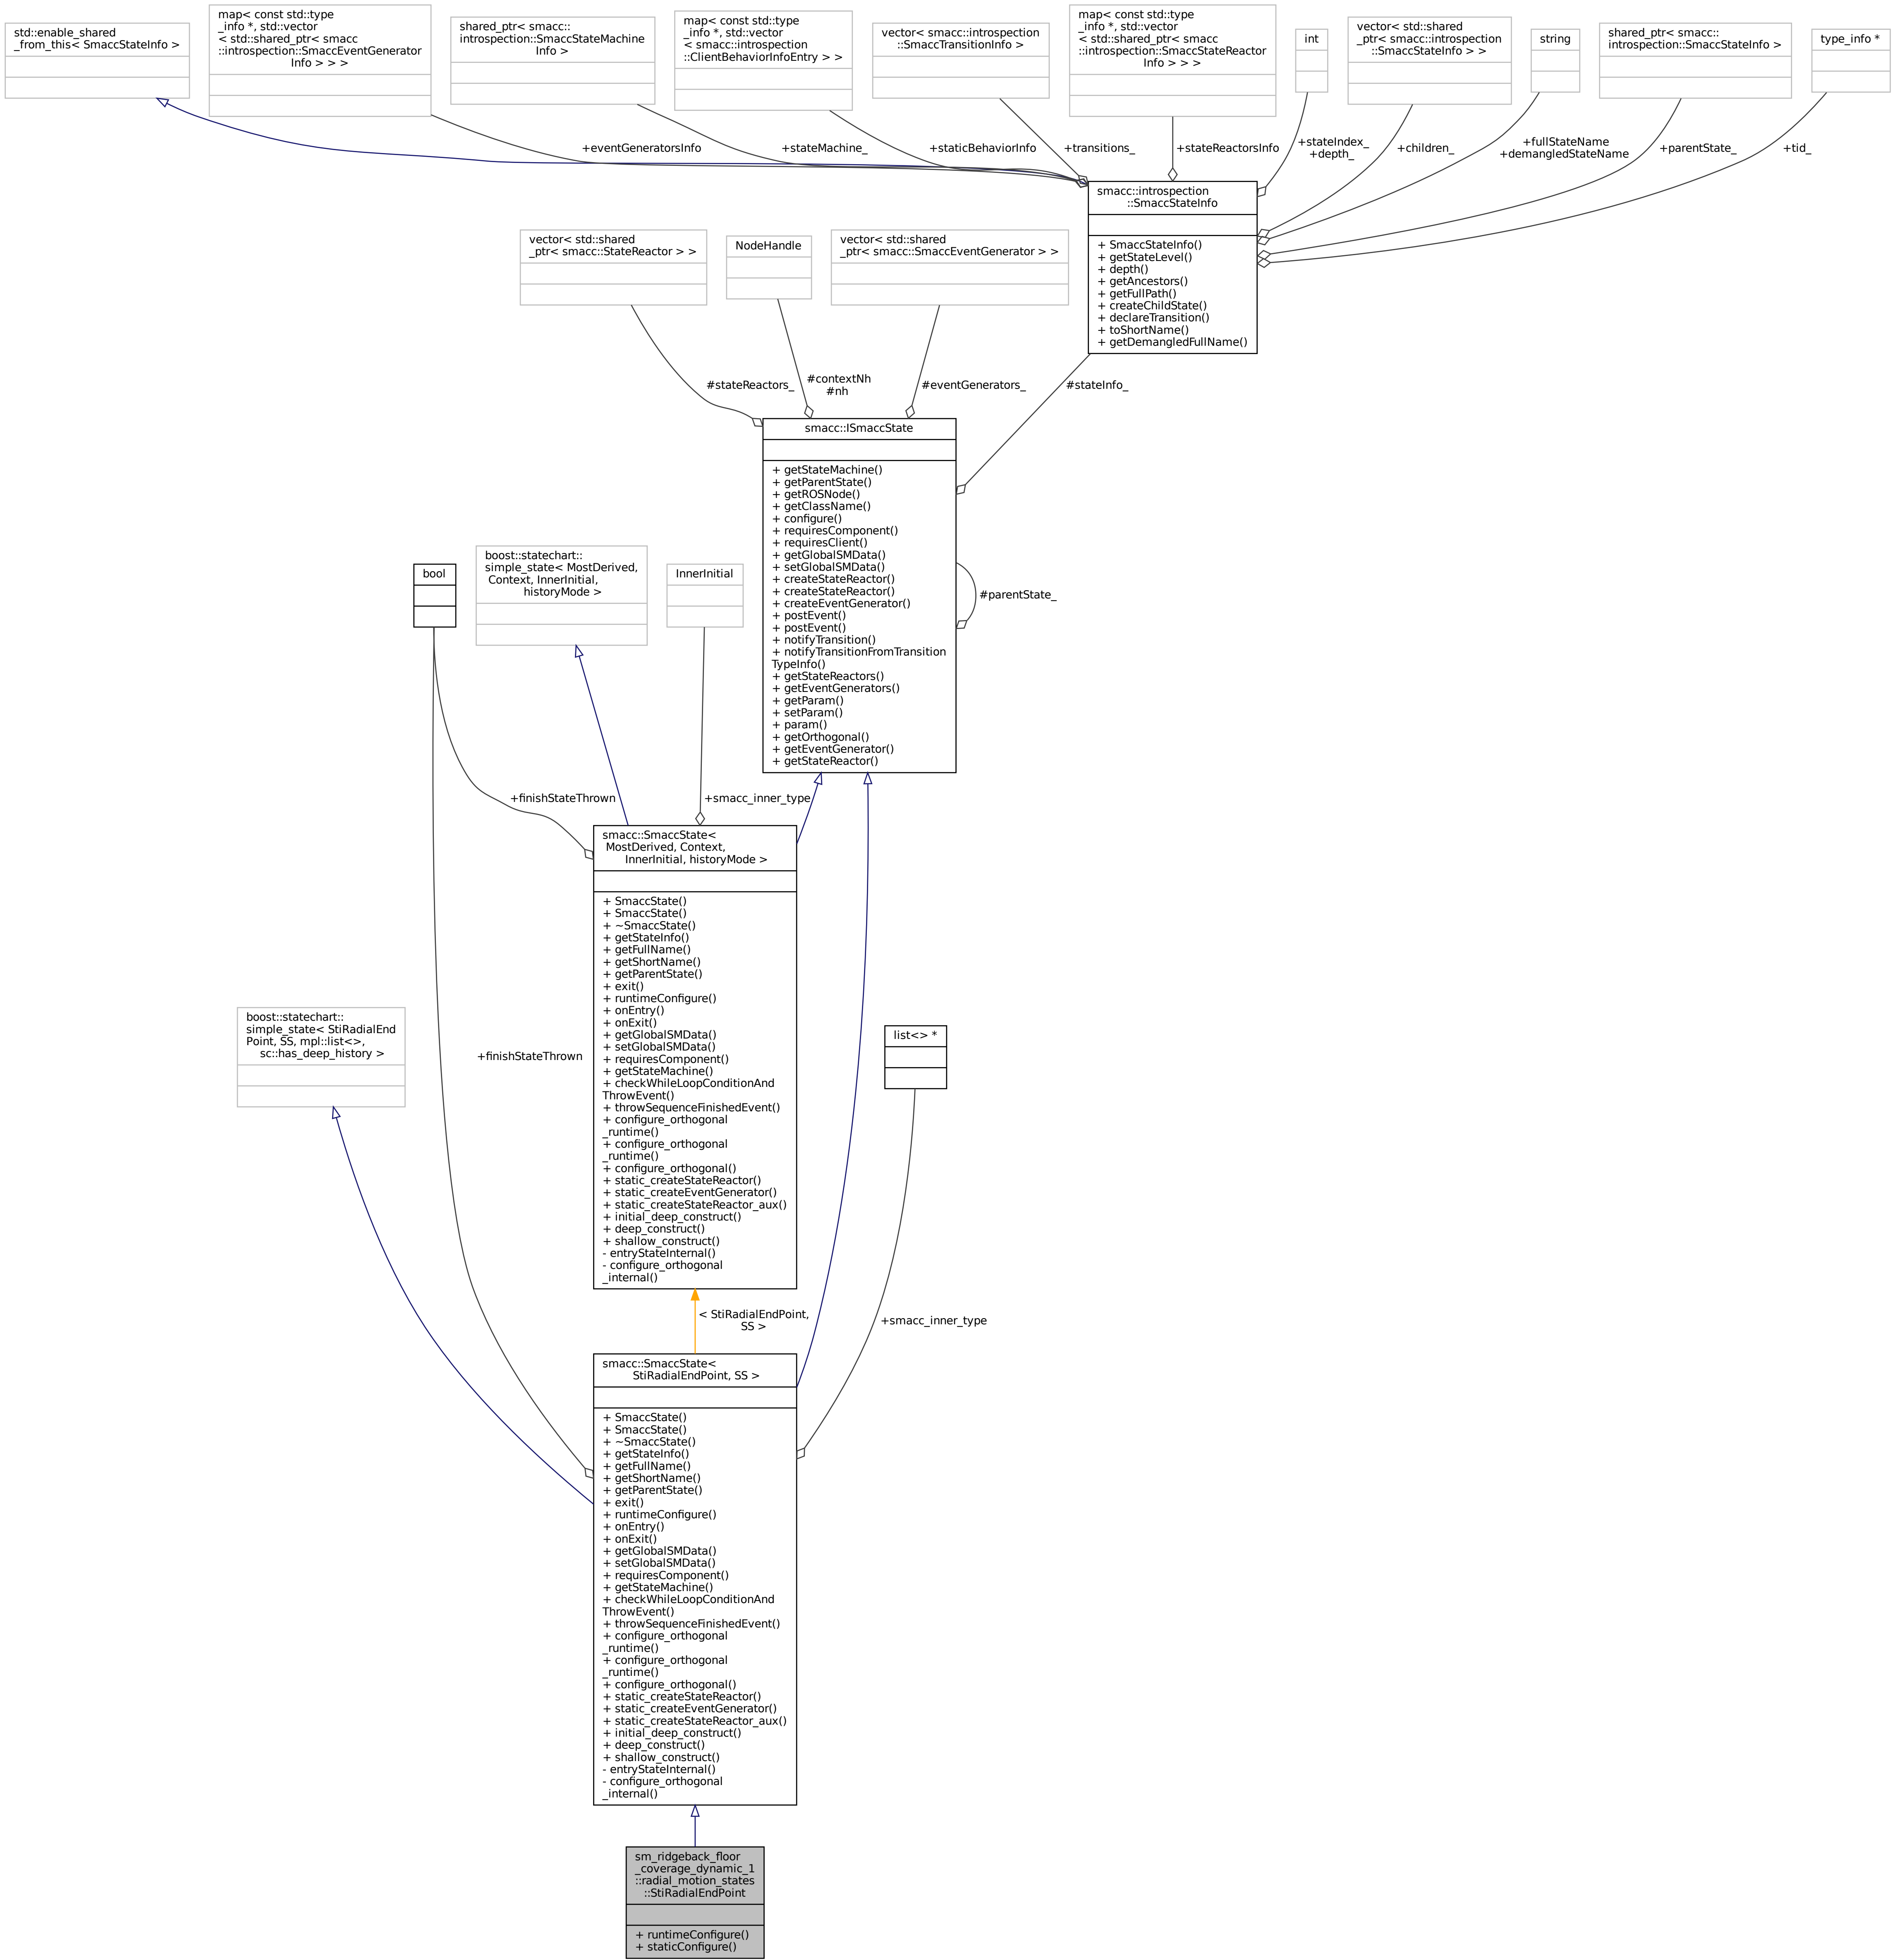 std::enable_shared
_from_this< SmaccStateInfo >
map< const std::type
_info *, std::vector
< std::shared_ptr< smacc
::introspection::SmaccEventGenerator
Info > > >
shared_ptr< smacc::
introspection::SmaccStateMachine
Info >
map< const std::type
_info *, std::vector
< smacc::introspection
::ClientBehaviorInfoEntry > >
vector< smacc::introspection
::SmaccTransitionInfo >
map< const std::type
_info *, std::vector
< std::shared_ptr< smacc
::introspection::SmaccStateReactor
Info > > >
int
vector< std::shared
_ptr< smacc::introspection
::SmaccStateInfo > >
string
shared_ptr< smacc::
introspection::SmaccStateInfo >
type_info *
+eventGeneratorsInfo
+stateMachine_
+staticBehaviorInfo
+transitions_
+stateReactorsInfo
+stateIndex_
+depth_
+children_
+fullStateName
+demangledStateName
+parentState_
+tid_
smacc::introspection
::SmaccStateInfo
+ SmaccStateInfo()
+ getStateLevel()
+ depth()
+ getAncestors()
+ getFullPath()
+ createChildState()
+ declareTransition()
+ toShortName()
+ getDemangledFullName()
vector< std::shared
_ptr< smacc::StateReactor > >
NodeHandle
vector< std::shared
_ptr< smacc::SmaccEventGenerator > >
#stateReactors_
#contextNh
#nh
#eventGenerators_
#stateInfo_
smacc::ISmaccState
+ getStateMachine()
+ getParentState()
+ getROSNode()
+ getClassName()
+ configure()
+ requiresComponent()
+ requiresClient()
+ getGlobalSMData()
+ setGlobalSMData()
+ createStateReactor()
+ createStateReactor()
+ createEventGenerator()
+ postEvent()
+ postEvent()
+ notifyTransition()
+ notifyTransitionFromTransition
TypeInfo()
+ getStateReactors()
+ getEventGenerators()
+ getParam()
+ setParam()
+ param()
+ getOrthogonal()
+ getEventGenerator()
+ getStateReactor()
#parentState_
bool
boost::statechart::
simple_state< MostDerived,
Context, InnerInitial,
historyMode >
InnerInitial
+finishStateThrown
+smacc_inner_type
smacc::SmaccState<
MostDerived, Context,
InnerInitial, historyMode >
+ SmaccState()
+ SmaccState()
+ ~SmaccState()
+ getStateInfo()
+ getFullName()
+ getShortName()
+ getParentState()
+ exit()
+ runtimeConfigure()
+ onEntry()
+ onExit()
+ getGlobalSMData()
+ setGlobalSMData()
+ requiresComponent()
+ getStateMachine()
+ checkWhileLoopConditionAnd
ThrowEvent()
+ throwSequenceFinishedEvent()
+ configure_orthogonal
_runtime()
+ configure_orthogonal
_runtime()
+ configure_orthogonal()
+ static_createStateReactor()
+ static_createEventGenerator()
+ static_createStateReactor_aux()
+ initial_deep_construct()
+ deep_construct()
+ shallow_construct()
- entryStateInternal()
- configure_orthogonal
_internal()
boost::statechart::
simple_state< StiRadialEnd
Point, SS, mpl::list<>,
sc::has_deep_history >
+finishStateThrown
list<> *
< StiRadialEndPoint,
SS >
+smacc_inner_type
smacc::SmaccState<
StiRadialEndPoint, SS >
+ SmaccState()
+ SmaccState()
+ ~SmaccState()
+ getStateInfo()
+ getFullName()
+ getShortName()
+ getParentState()
+ exit()
+ runtimeConfigure()
+ onEntry()
+ onExit()
+ getGlobalSMData()
+ setGlobalSMData()
+ requiresComponent()
+ getStateMachine()
+ checkWhileLoopConditionAnd
ThrowEvent()
+ throwSequenceFinishedEvent()
+ configure_orthogonal
_runtime()
+ configure_orthogonal
_runtime()
+ configure_orthogonal()
+ static_createStateReactor()
+ static_createEventGenerator()
+ static_createStateReactor_aux()
+ initial_deep_construct()
+ deep_construct()
+ shallow_construct()
- entryStateInternal()
- configure_orthogonal
_internal()
sm_ridgeback_floor
_coverage_dynamic_1
::radial_motion_states
::StiRadialEndPoint
+ runtimeConfigure()
+ staticConfigure()